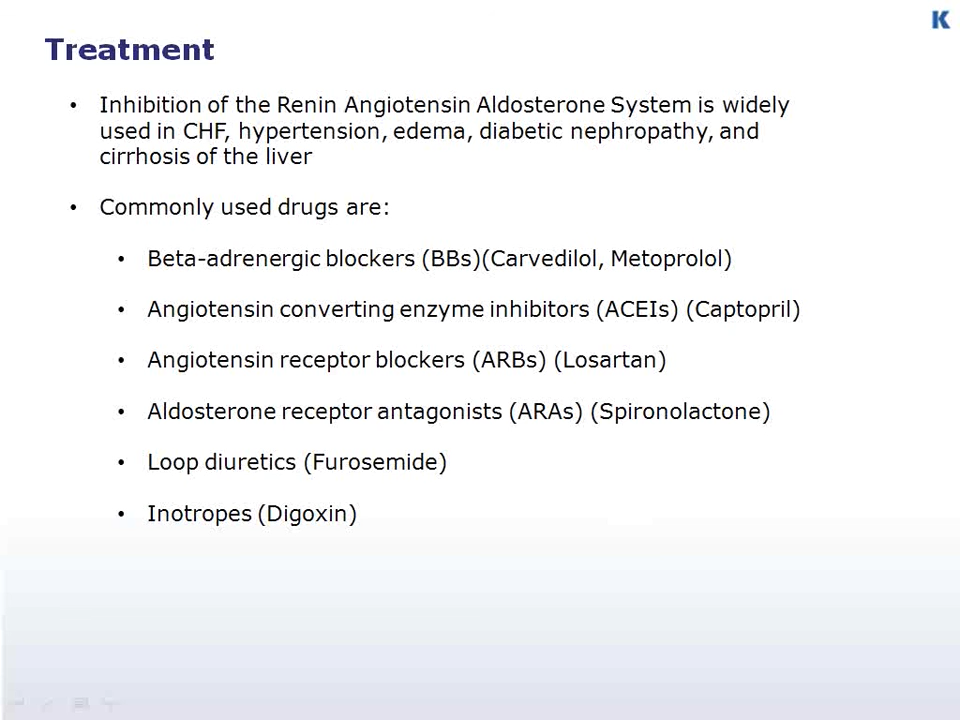 K
Treatment
• Inhibition of the Renin Angiotensin Aldosterone System is widely
used in CHF, hypertension, edema, diabetic nephropathy, and
cirrhosis of the liver
• Commonly used drugs are:
• Beta-adrenergic blockers (BBs)(Carvedilol, Metoprolol)
• Angiotensin converting enzyme inhibitors (ACEIs) (Captopril)
• Angiotensin receptor blockers (ARBs) (Losartan)
• Aldosterone receptor antagonists (ARAs) (Spironolactone)
• Loop diuretics (Furosemide)
• Inotropes (Digoxin)